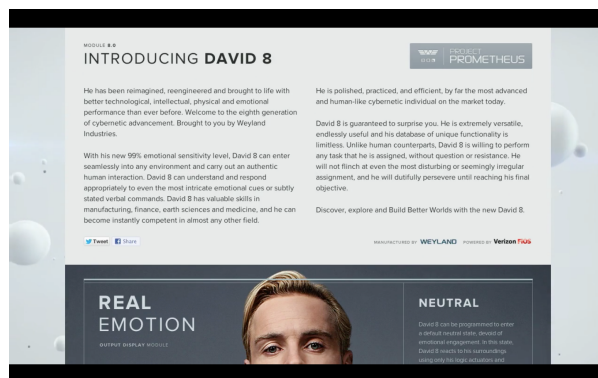 MODULE 8.0
INTRODUCING DAVID 8
PROJECT
PROMETHEUS
He has been reimagined, reengineered and brought to life with
better technological, intellectual, physical and emotional
performance than ever before. Welcome to the eighth generation
of cybernetic advancement. Brought to you by Weyland
Industries.
With his new 99% emotional sensitivity level, David 8 can enter
seamlessly into any environment and carry out an authentic
human interaction. David 8 can understand and respond
appropriately to even the most intricate emotional cues or subtly
stated verbal commands. David 8 has valuable skills in
manufacturing, finance, earth sciences and medicine, and he can
become instantly competent in almost any other field.
He is polished, practiced, and efficient, by far the most advanced
and human-like cybernetic individual on the market today.
David 8 is guaranteed to surprise you. He is extremely versatile,
endlessly useful and his database of unique functionality is
limitless. Unlike human counterparts, David 8 is willing to perform
any task that he is assigned, without question or resistance. He
will not flinch at even the most disturbing or seemingly irregular
assignment, and he will dutifully persevere until reaching his final
objective.
Discover, explore and Build Better Worlds with the new David 8.
Tweet Share
MANUFACTURED BY WEYLAND POWERED BY Verizon FiOS
REAL
EMOTION
OUTPUT DISPLAY MODULE
NEUTRAL
David 8 can be programmed to enter
a default neutral state, devoid of
emotional engagement. In this state,
David 8 reacts to his surroundings
using only his logic actuators and